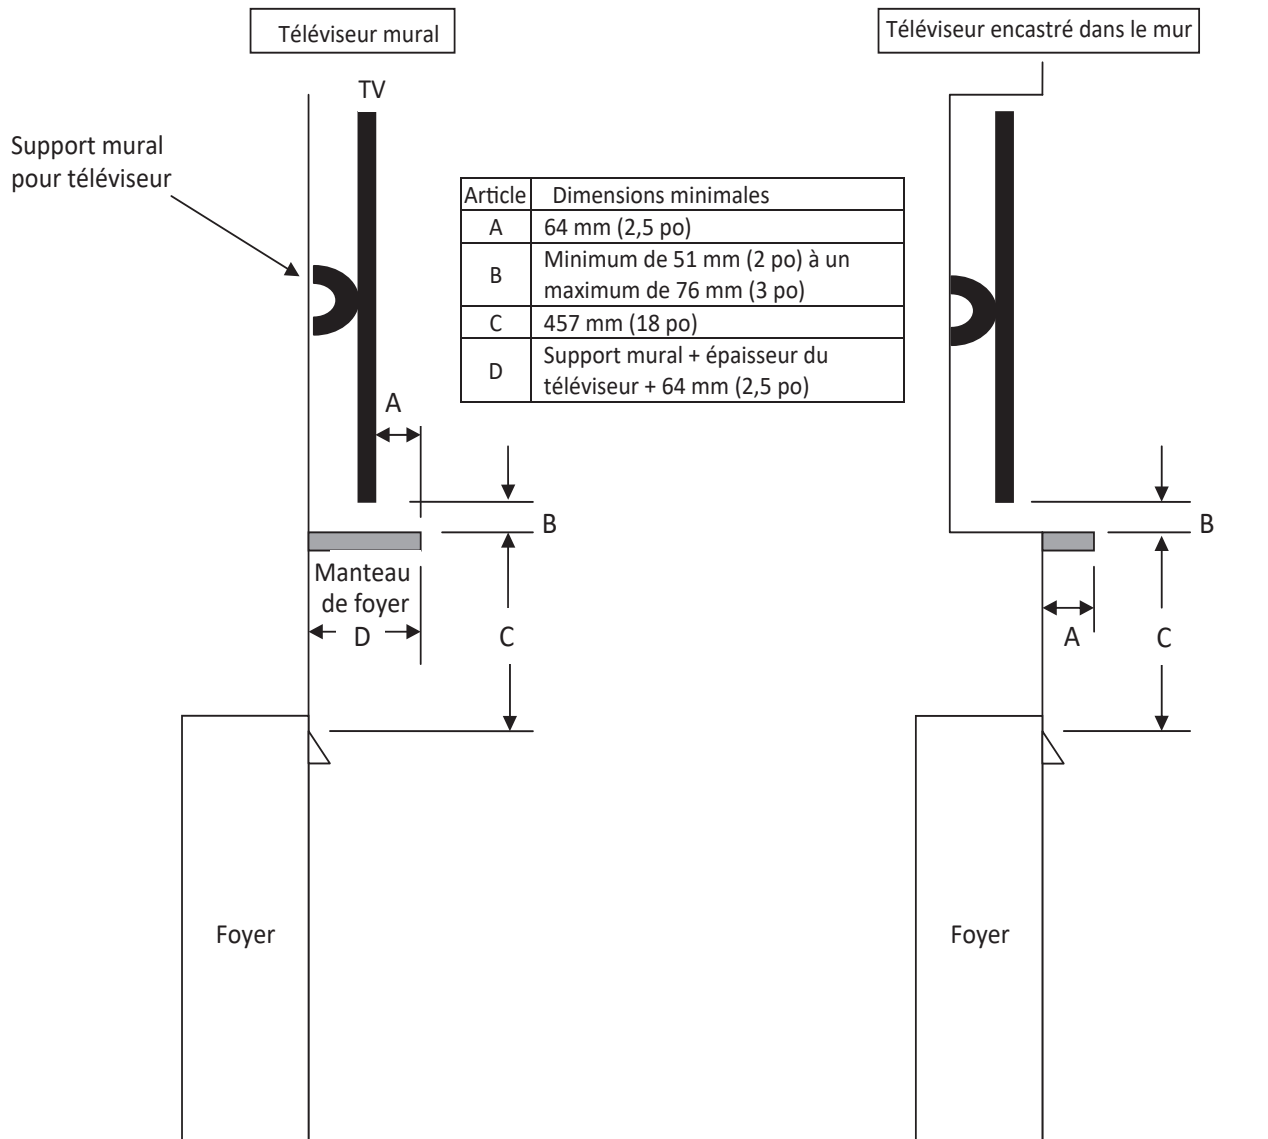 Téléviseur mural
TV
Support mural
pour téléviseur
A
B
Manteau
de foyer
D
C
Foyer
Article Dimensions minimales
A 64 mm (2,5 po)
B Minimum de 51 mm (2 po) à un
maximum de 76 mm (3 po)
C 457 mm (18 po)
D Support mural + épaisseur du
téléviseur + 64 mm (2,5 po)
Téléviseur encastré dans le mur
B
A
C
Foyer